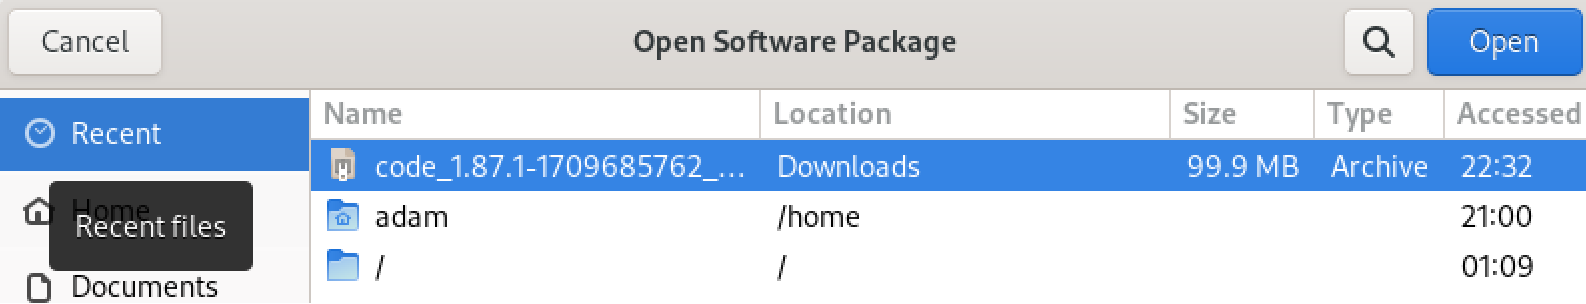 Cancel Open Software Package Open
Recent
Home
Recent files
Documents
Name Location Size Type Accessed
code_1.87.1-1709685762_... Downloads 99.9 MB Archive 22:32
adam /home 21:00
/ / 01:09